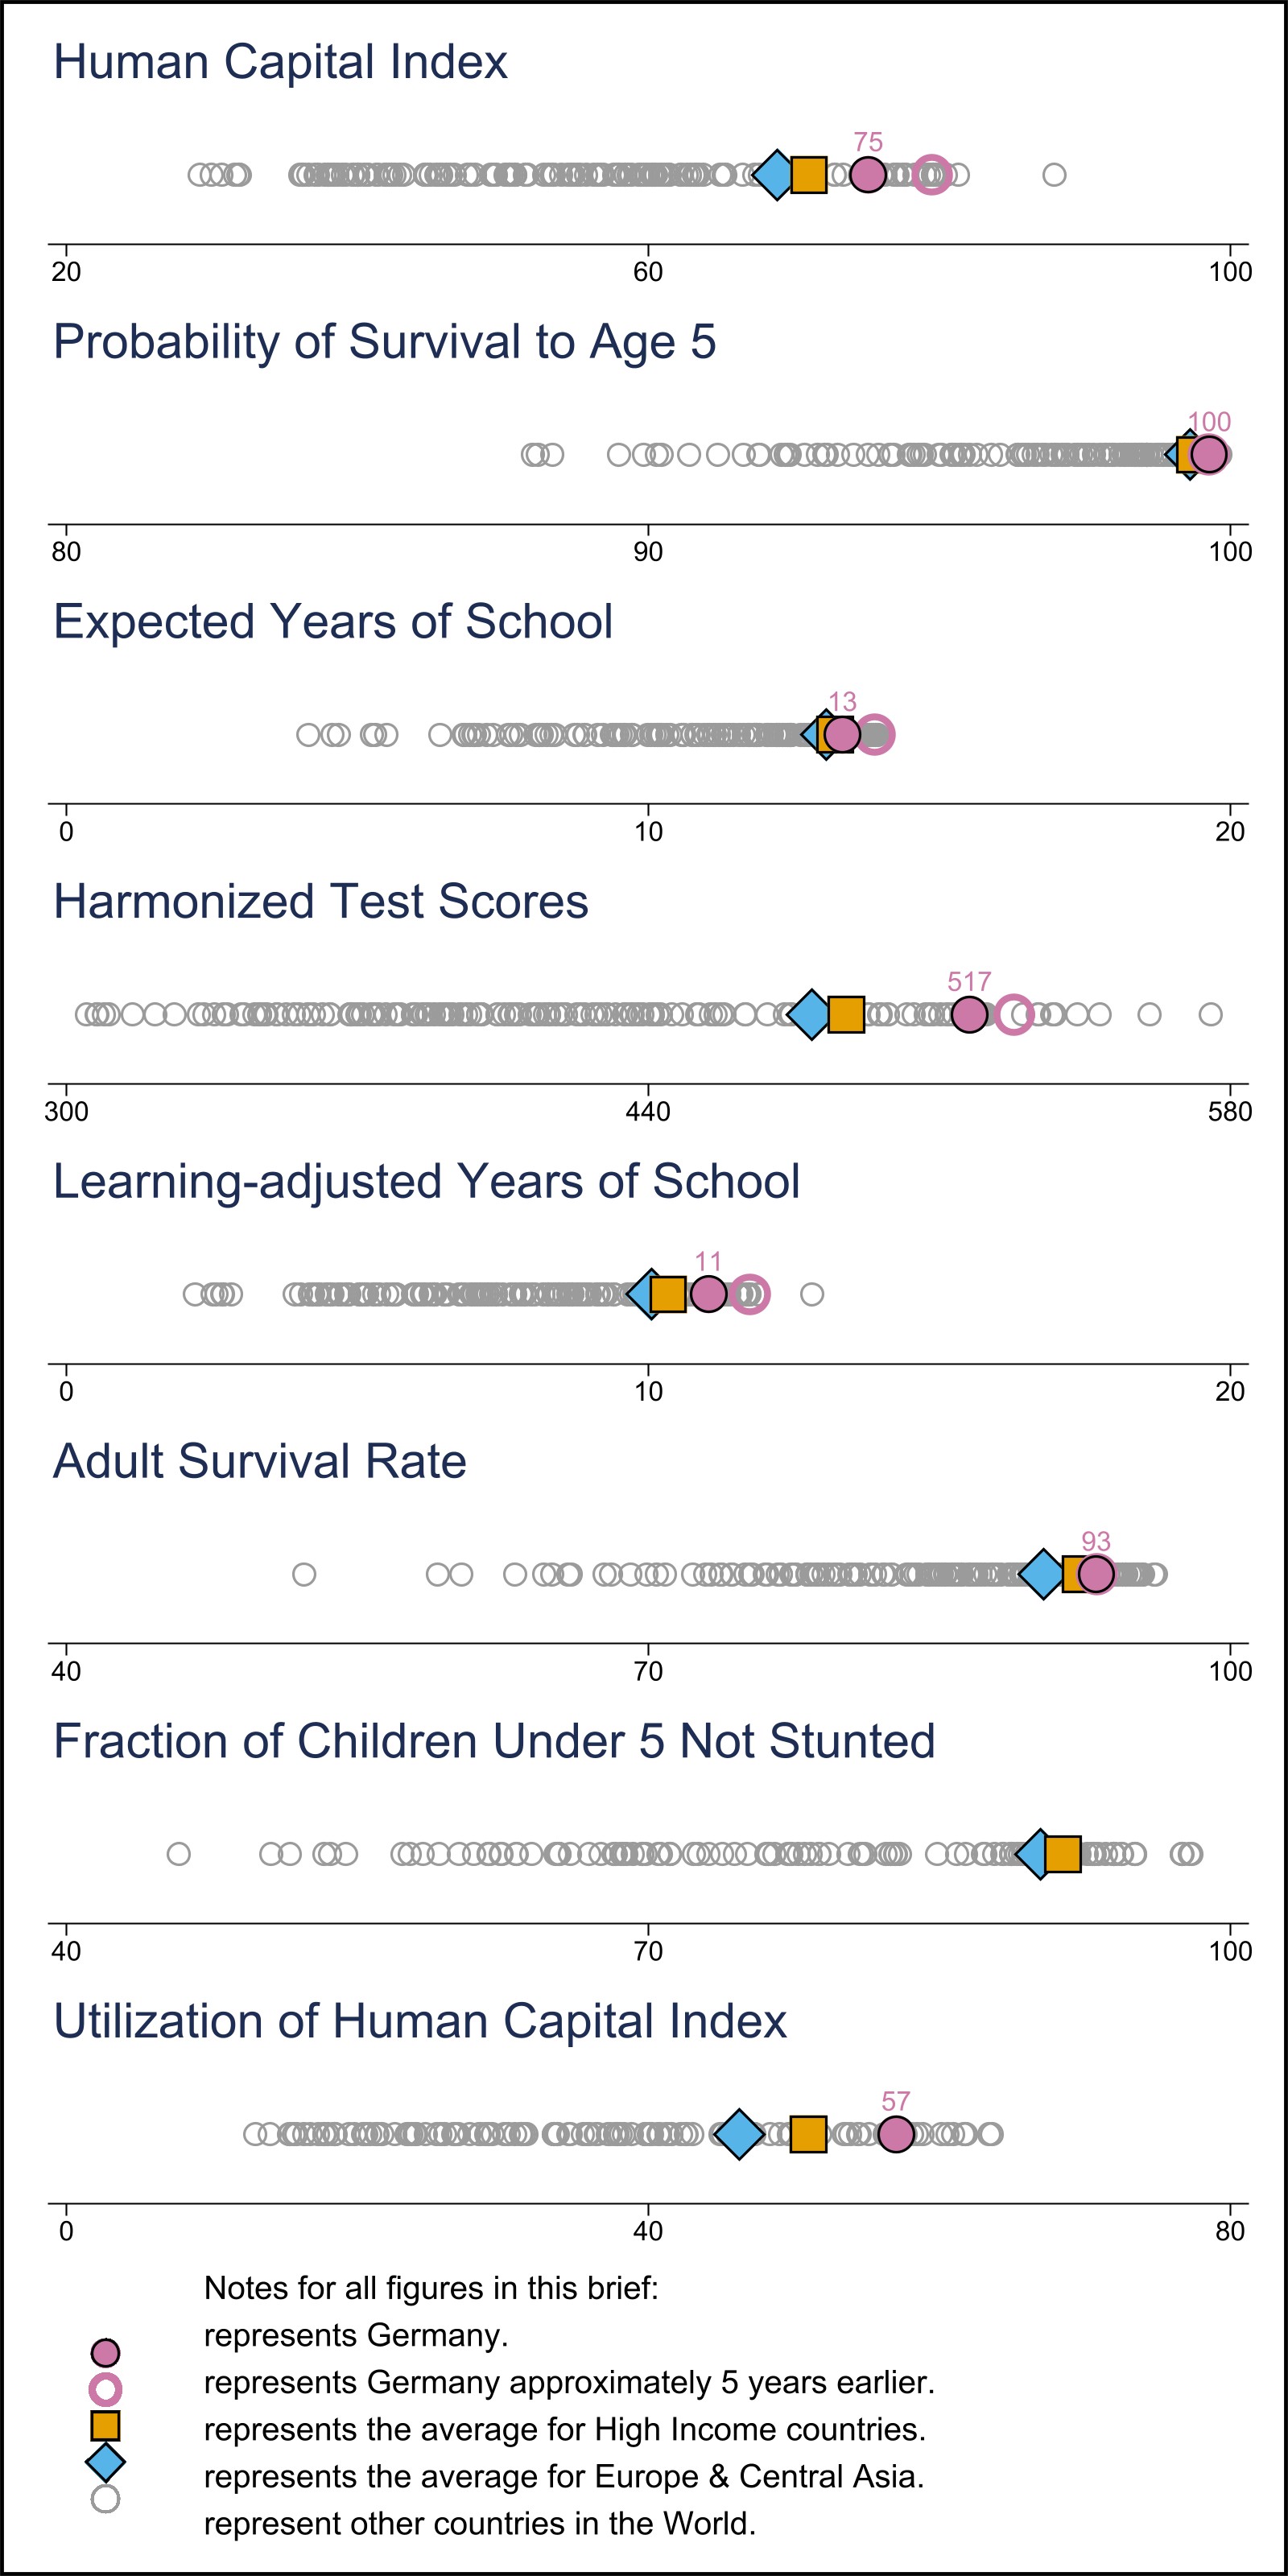 Human Capital Index
75
20 60 100
Probability of Survival to Age 5
100
80 90 100
Expected Years of School
13
0 10 20
Harmonized Test Scores
517
300 440 580
Learning-adjusted Years of School
11
0 10 20
Adult Survival Rate
93
40 70 100
Fraction of Children Under 5 Not Stunted
40 70 100
Utilization of Human Capital Index
57
0 40 80
Notes for all figures in this brief:
represents Germany.
represents Germany approximately 5 years earlier.
represents the average for High Income countries.
represents the average for Europe & Central Asia.
represent other countries in the World.